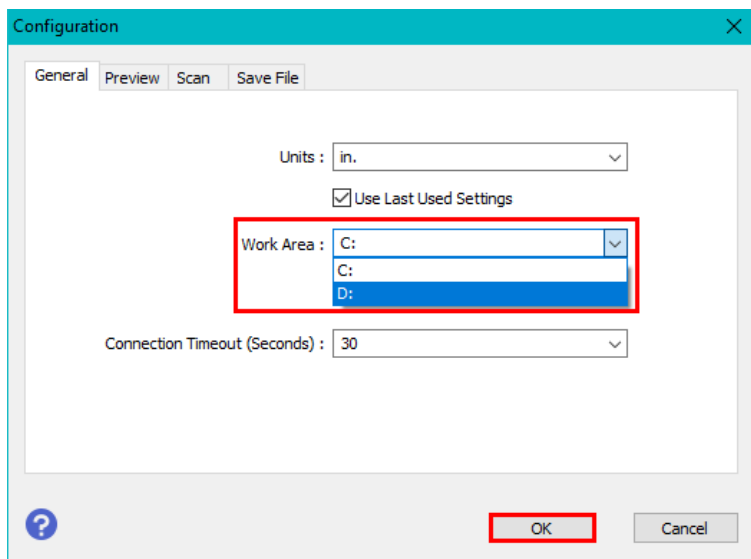 Configuration
General Preview Scan Save File
Units : in.
Use Last Used Settings
Work Area : C:
C:
D:
Connection Timeout (Seconds) : 30
? OK Cancel